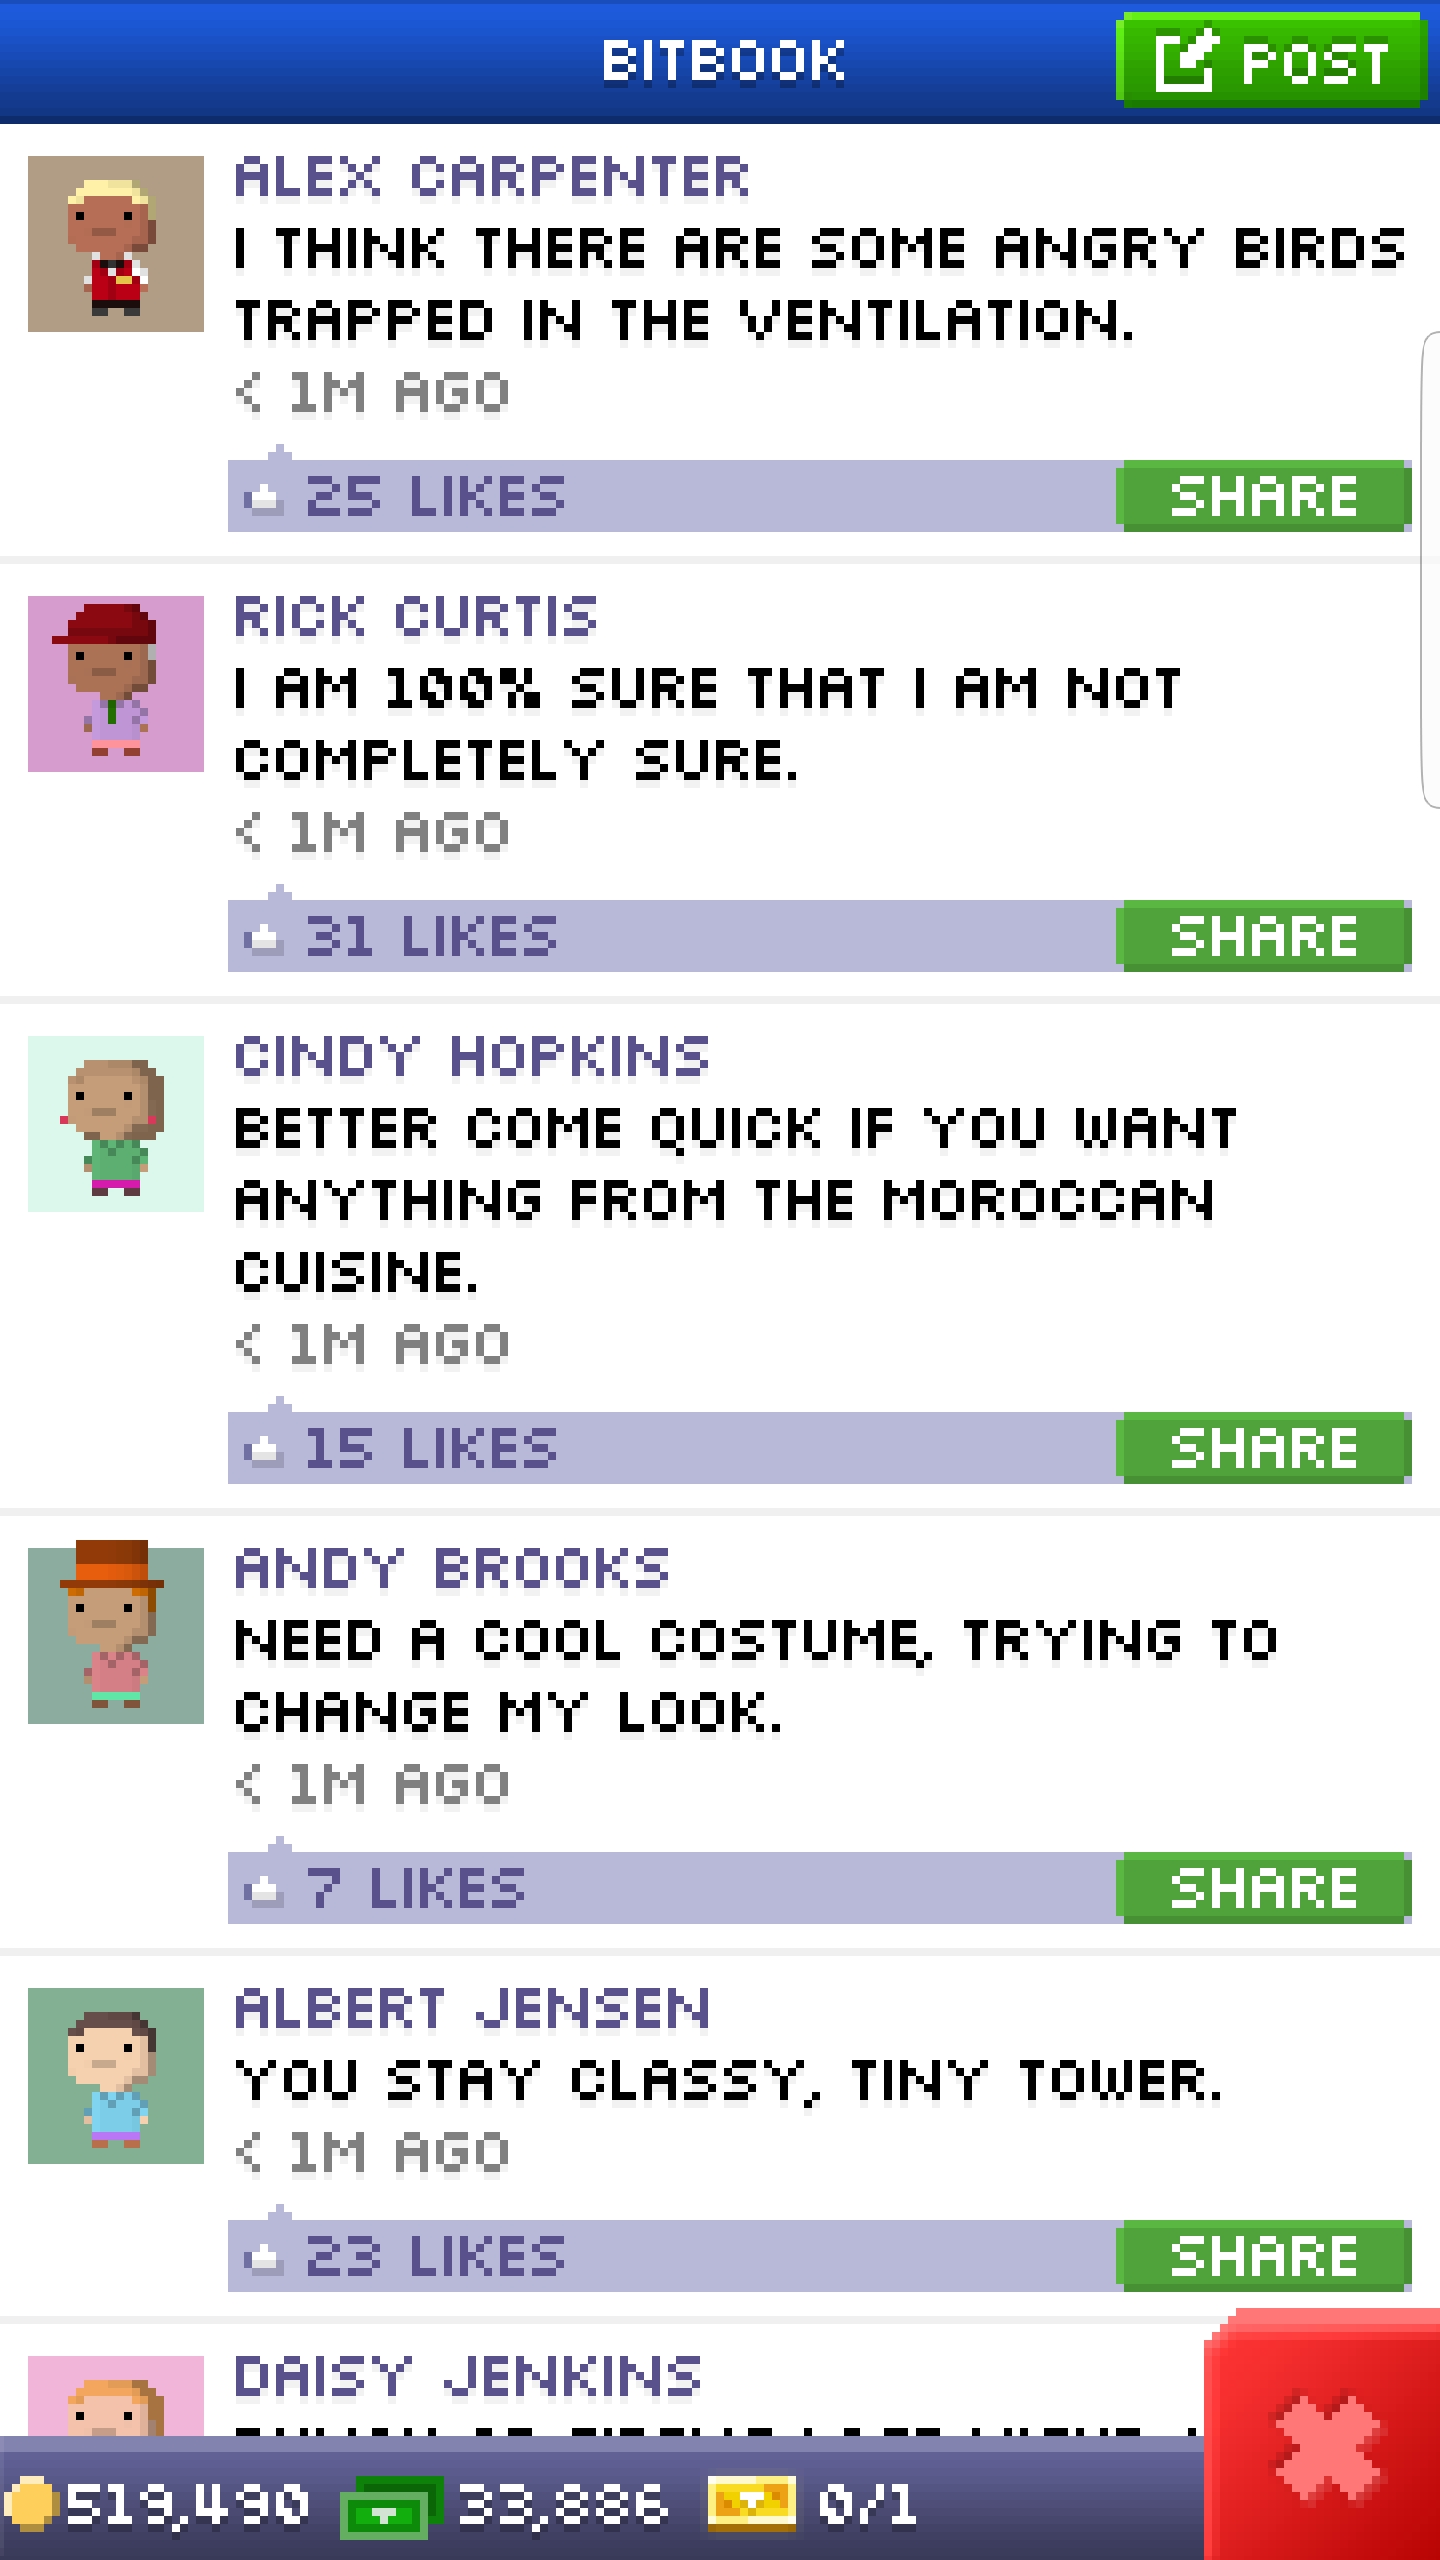 BITBOOK
POST
ALEX CARPENTER
I THINK THERE ARE SOME ANGRY BIRDS
TRAPPED IN THE VENTILATION.
< 1M AGO
25 LIKES
SHARE
RICK CURTIS
I AM 100% SURE THAT I AM NOT
COMPLETELY SURE.
< 1M AGO
31 LIKES
SHARE
CINDY HOPKINS
BETTER COME QUICK IF YOU WANT
ANYTHING FROM THE MOROCCAN
CUISINE.
< 1M AGO
15 LIKES
SHARE
ANDY BROOKS
NEED A COOL COSTUME, TRYING TO
CHANGE MY LOOK.
< 1M AGO
7 LIKES
SHARE
ALBERT JENSEN
YOU STAY CLASSY, TINY TOWER.
< 1M AGO
23 LIKES
SHARE
DAISY JENKINS
519,490
33,886
0/1